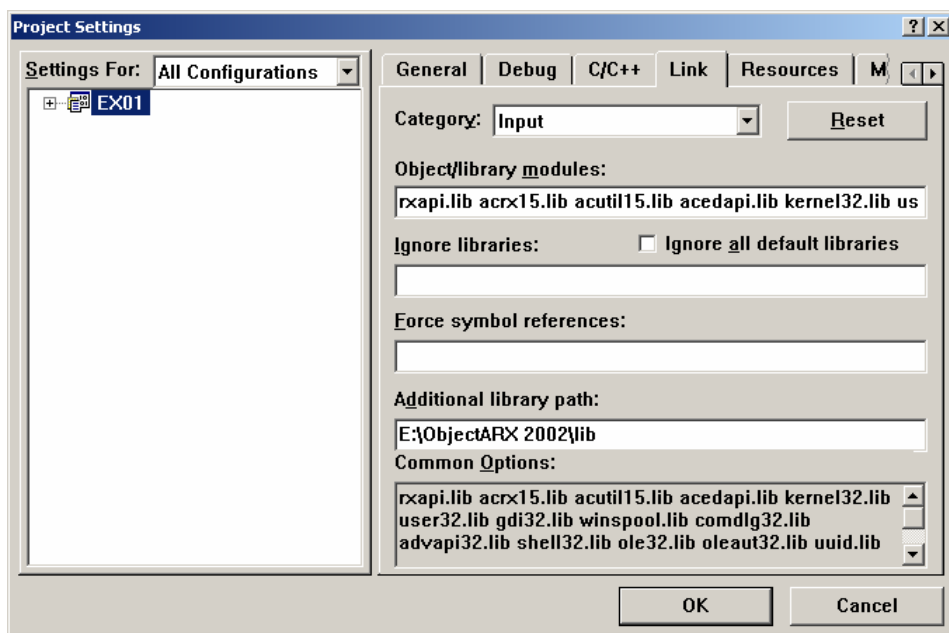 Project Settings
Settings For: All Configurations
EX01
General Debug C/C++ Link Resources M
Category: Input Reset
Object/library modules:
rxapi.lib acrx15.lib acutil15.lib acedapi.lib kernel32.lib us
Ignore libraries: Ignore all default libraries
Force symbol references:
Additional library path:
E:\ObjectARX 2002\lib
Common Options:
rxapi.lib acrx15.lib acutil15.lib acedapi.lib kernel32.lib
user32.lib gdi32.lib winspool.lib comdlg32.lib
advapi32.lib shell32.lib ole32.lib oleaut32.lib uuid.lib
OK Cancel